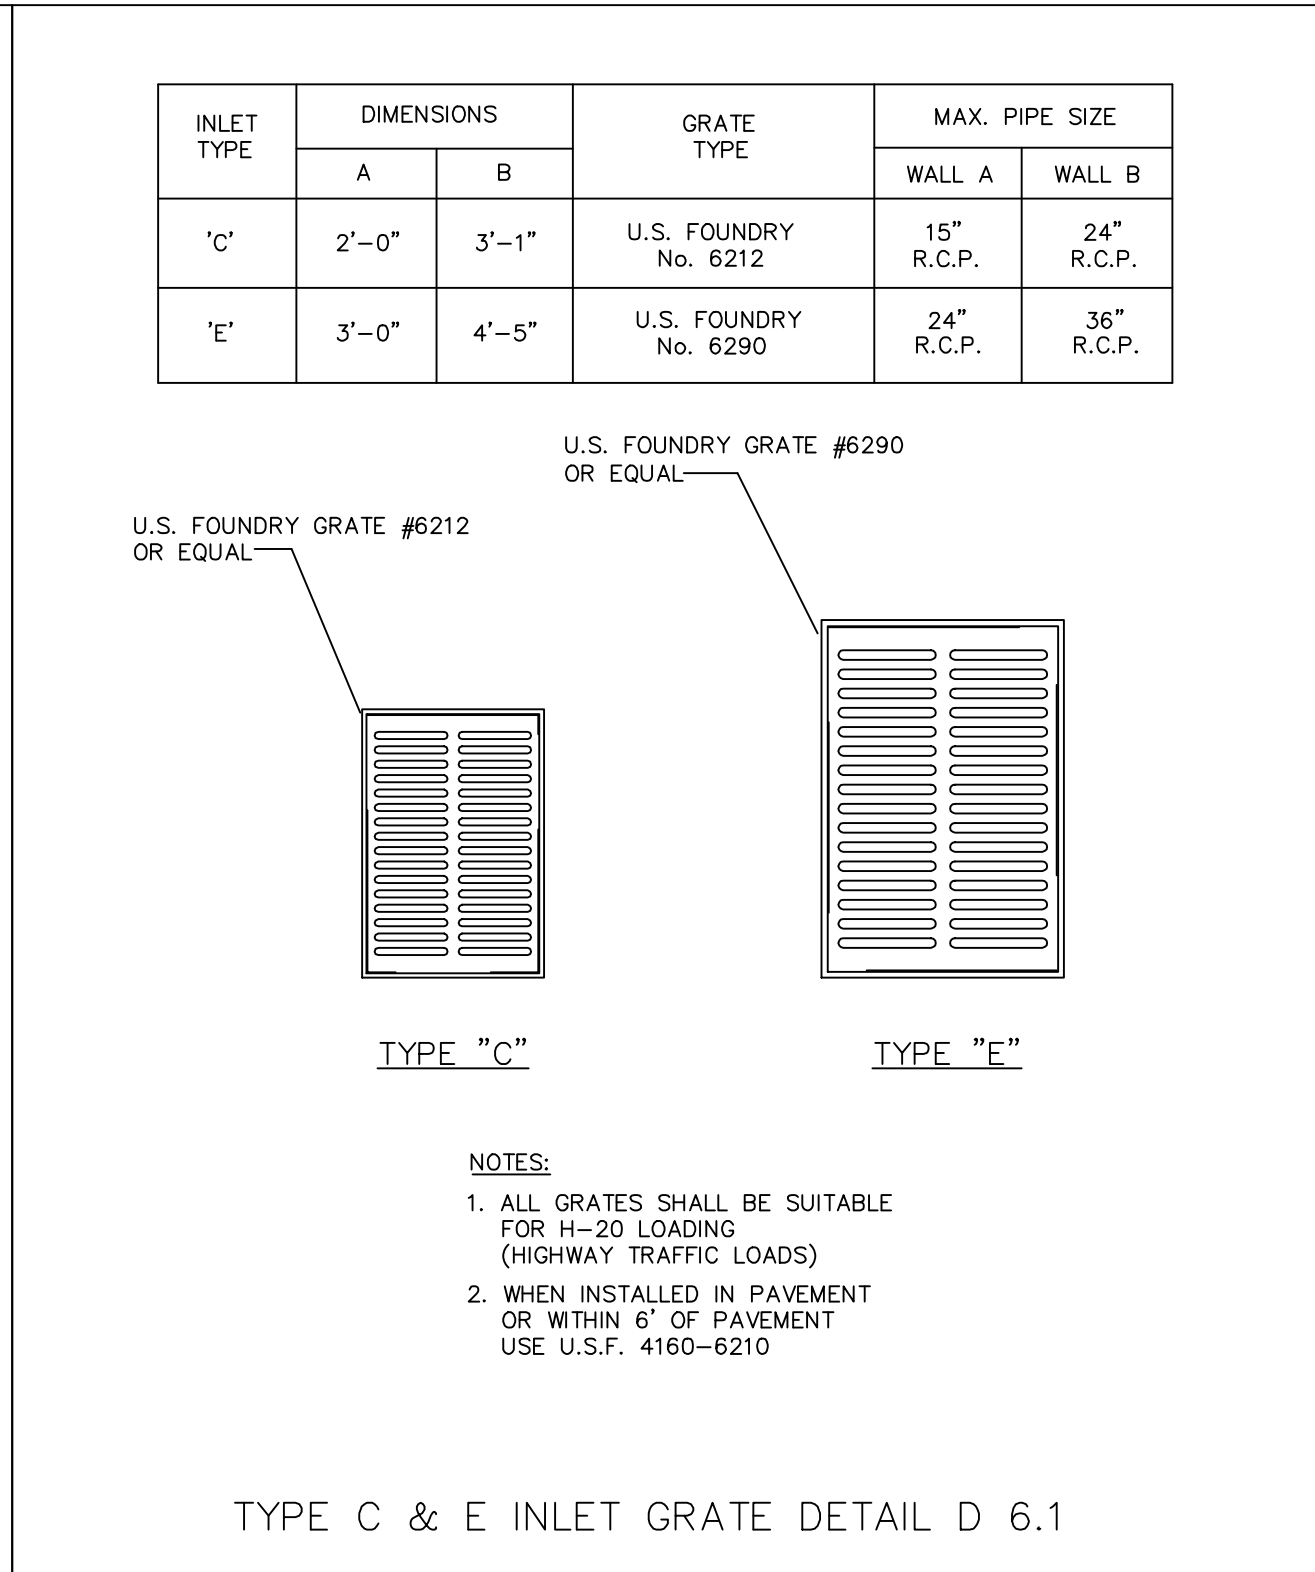 INLET TYPE
DIMENSIONS
GRATE TYPE
MAX. PIPE SIZE
A
B
WALL A
WALL B
'C'
2'–0"
3'–1"
U.S. FOUNDRY
No. 6212
15"
R.C.P.
24"
R.C.P.
'E'
3'–0"
4'–5"
U.S. FOUNDRY
No. 6290
24"
R.C.P.
36"
R.C.P.
U.S. FOUNDRY GRATE #6290
OR EQUAL
U.S. FOUNDRY GRATE #6212
OR EQUAL
TYPE "C"
TYPE "E"
NOTES:
1. ALL GRATES SHALL BE SUITABLE
FOR H–20 LOADING
(HIGHWAY TRAFFIC LOADS)
2. WHEN INSTALLED IN PAVEMENT
OR WITHIN 6' OF PAVEMENT
USE U.S.F. 4160–6210
TYPE C & E INLET GRATE DETAIL D 6.1